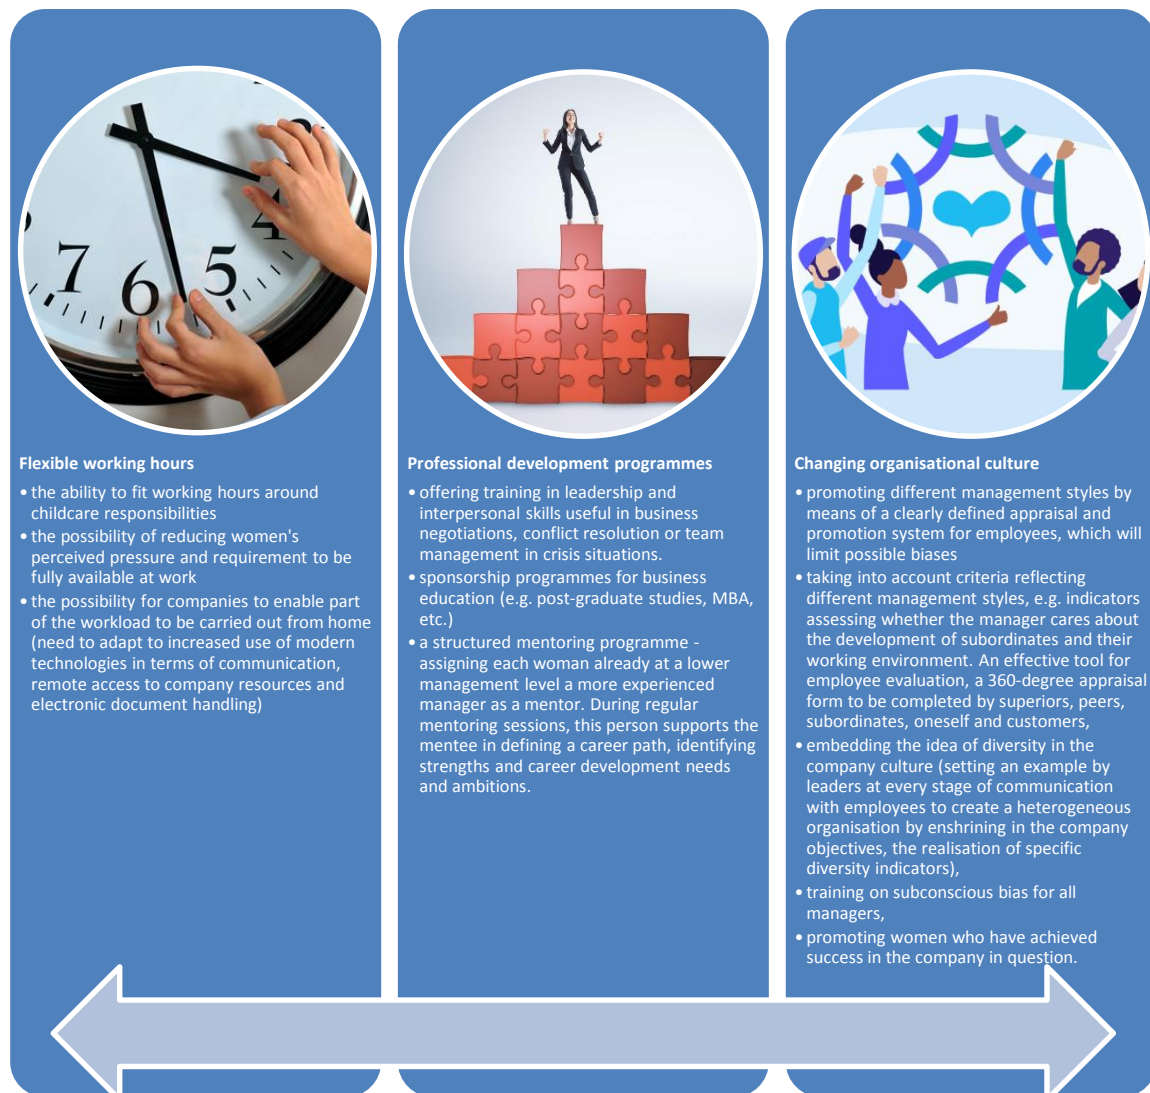 7
6
5
4
Flexible working hours
• the ability to fit working hours around
childcare responsibilities
• the possibility of reducing women's
perceived pressure and requirement to be
fully available at work
• the possibility for companies to enable part
of the workload to be carried out from home
(need to adapt to increased use of modern
technologies in terms of communication,
remote access to company resources and
electronic document handling)
Professional development programmes
• offering training in leadership and
interpersonal skills useful in business
negotiations, conflict resolution or team
management in crisis situations.
• sponsorship programmes for business
education (e.g. post-graduate studies, MBA,
etc.)
• a structured mentoring programme -
assigning each woman already at a lower
management level a more experienced
manager as a mentor. During regular
mentoring sessions, this person supports the
mentee in defining a career path, identifying
strengths and career development needs
and ambitions.
Changing organisational culture
• promoting different management styles by
means of a clearly defined appraisal and
promotion system for employees, which will
limit possible biases
• taking into account criteria reflecting
different management styles, e.g. indicators
assessing whether the manager cares about
the development of subordinates and their
working environment. An effective tool for
employee evaluation, a 360-degree appraisal
form to be completed by superiors, peers,
subordinates, oneself and customers,
• embedding the idea of diversity in the
company culture (setting an example by
leaders at every stage of communication
with employees to create a heterogeneous
organisation by enshrining in the company
objectives, the realisation of specific
diversity indicators),
• training on subconscious bias for all
managers,
• promoting women who have achieved
success in the company in question.